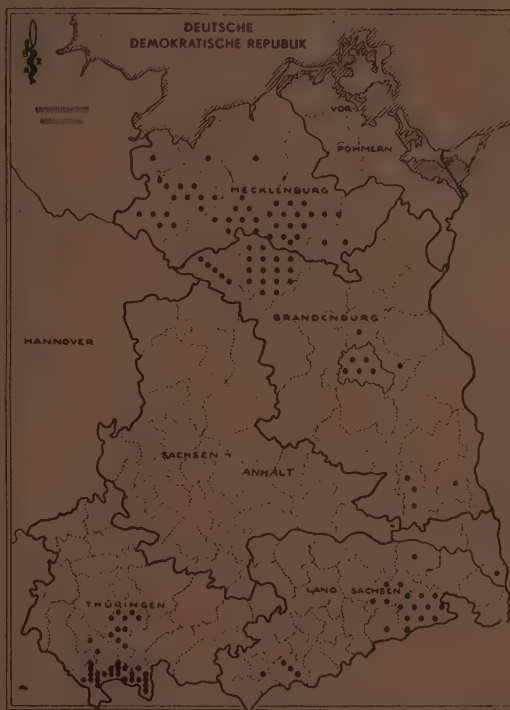 DEUTSCHE
DEMOKRATISCHE REPUBLIK
VOR
POMMERN
MECKLENBURG
BRANDENBURG
HANNOVER
SACHSEN -
ANHALT
LAND SACHSEN
THÜRINGEN